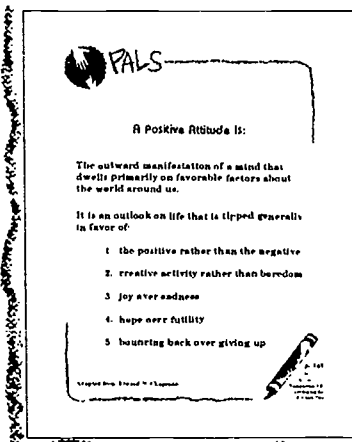 PALS
A Positive Attitude Is:
The outward manifestation of a mind that
dwells primarily on favorable factors about
the world around us.
It is an outlook on life that is tipped generally
in favor of
1 the positive rather than the negative
2. creative activity rather than boredom
3 joy over sadness
4. hope over futility
5 bouncing back over giving up
Adapted from